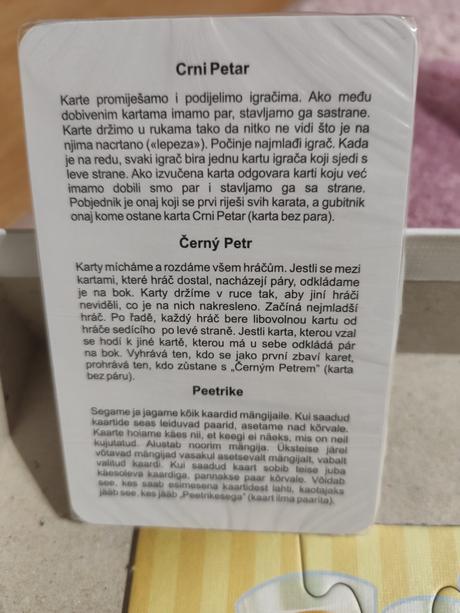 Crni Petar
Karte promiješamo i podijelimo igračima. Ako među
dobivenim kartama imamo par, stavljamo ga sastrane.
Karte držimo u rukama tako da nitko ne vidi što je na
njima nacrtano («lepeza»). Počinje najmlađi igrač. Kada
je na redu, svaki igrač bira jednu kartu igrača koji sjedi s
leve strane. Ako izvučena karta odgovara karti koju već
imamo dobili smo par i stavljamo ga sa strane.
Pobjednik je onaj koji se prvi riješi svih karata, a gubitnik
onaj kome ostane karta Crni Petar (karta bez para).
Černý Petr
Karty mícháme a rozdáme všem hráčům. Jestli se mezi
kartami, které hráč dostal, nacházejí páry, odkládame
je na bok. Karty držíme v ruce tak, aby jiní hráči
neviděli, co je na nich nakresleno. Začíná nejmladší
hráč. Po řadě, každý hráč bere libovolnou kartu od
hráče sedícího po levé straně. Jestli karta, kterou vzal
se hodí k jiné kartě, kterou má u sebe odkládá pár
na bok. Vyhrává ten, kdo se jako první zbaví karet,
prohrává ten, kdo zůstane s „Černým Petrem” (karta
bez páru).
Peetrike
Segame ja jagame kõik kaardid mängijaile. Kui saadud
kaartide seas leiduvad paarid, asetame nad kõrvale.
Kaarte hoiame käes nii, et keegi ei näeks, mis on neil
kujutatud. Alustab noorim mängija. Üksteise järel
võtavad mängijad vasakul asetsevalt mängijalt, vabalt
valitud kaardi. Kui saadud kaart sobib teise juba
käesoleva kaardiga, pannakse paar kõrvale. Võidab
see, kes saab esimesena kaartidest lahti, kaotajaks
jääb see, kes jääb „Peetrikesega” (kaart ilma paarita).